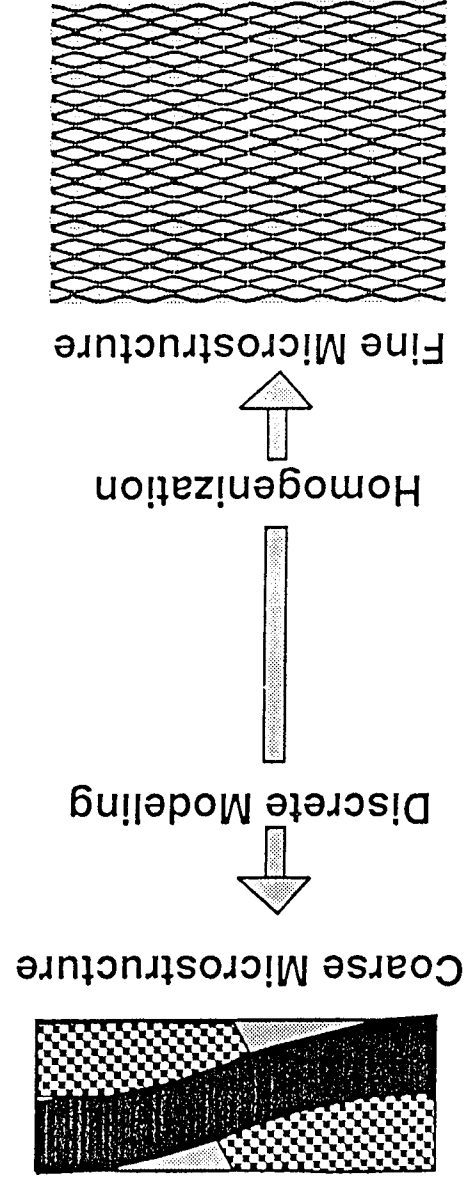 Coarse Microstructure
Discrete Modeling
Homogenization
Fine Microstructure